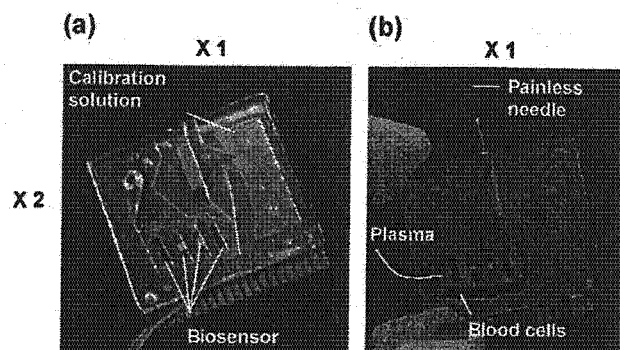 (a)
X 1
Calibration
solution
X 2
Biosensor
(b)
X 1
Painless
needle
Plasma
Blood cells